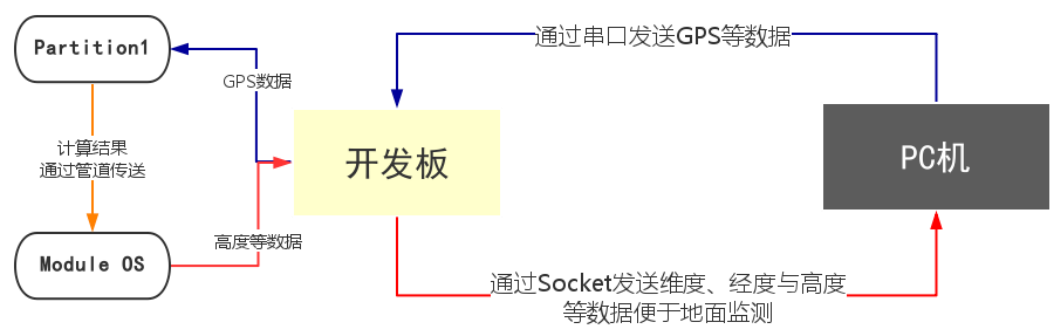 Partition1
通过串口发送GPS等数据
GPS数据
计算结果
通过管道传送
开发板
PC机
Module OS
高度等数据
通过Socket发送维度、经度与高度
等数据便于地面监测